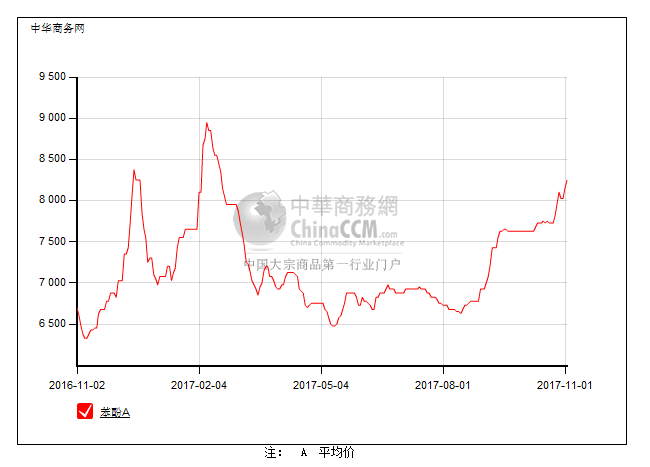 中华商务网
9 500
9 000
8 500
8 000
7 500
7 000
6 500
中華商務網
ChinaCCM.com
China Commodity Marketplace
中国大宗商品第一行业门户
2016-11-02 2017-02-04 2017-05-04 2017-08-01 2017-11-01
苯酚A
注： A 平均价